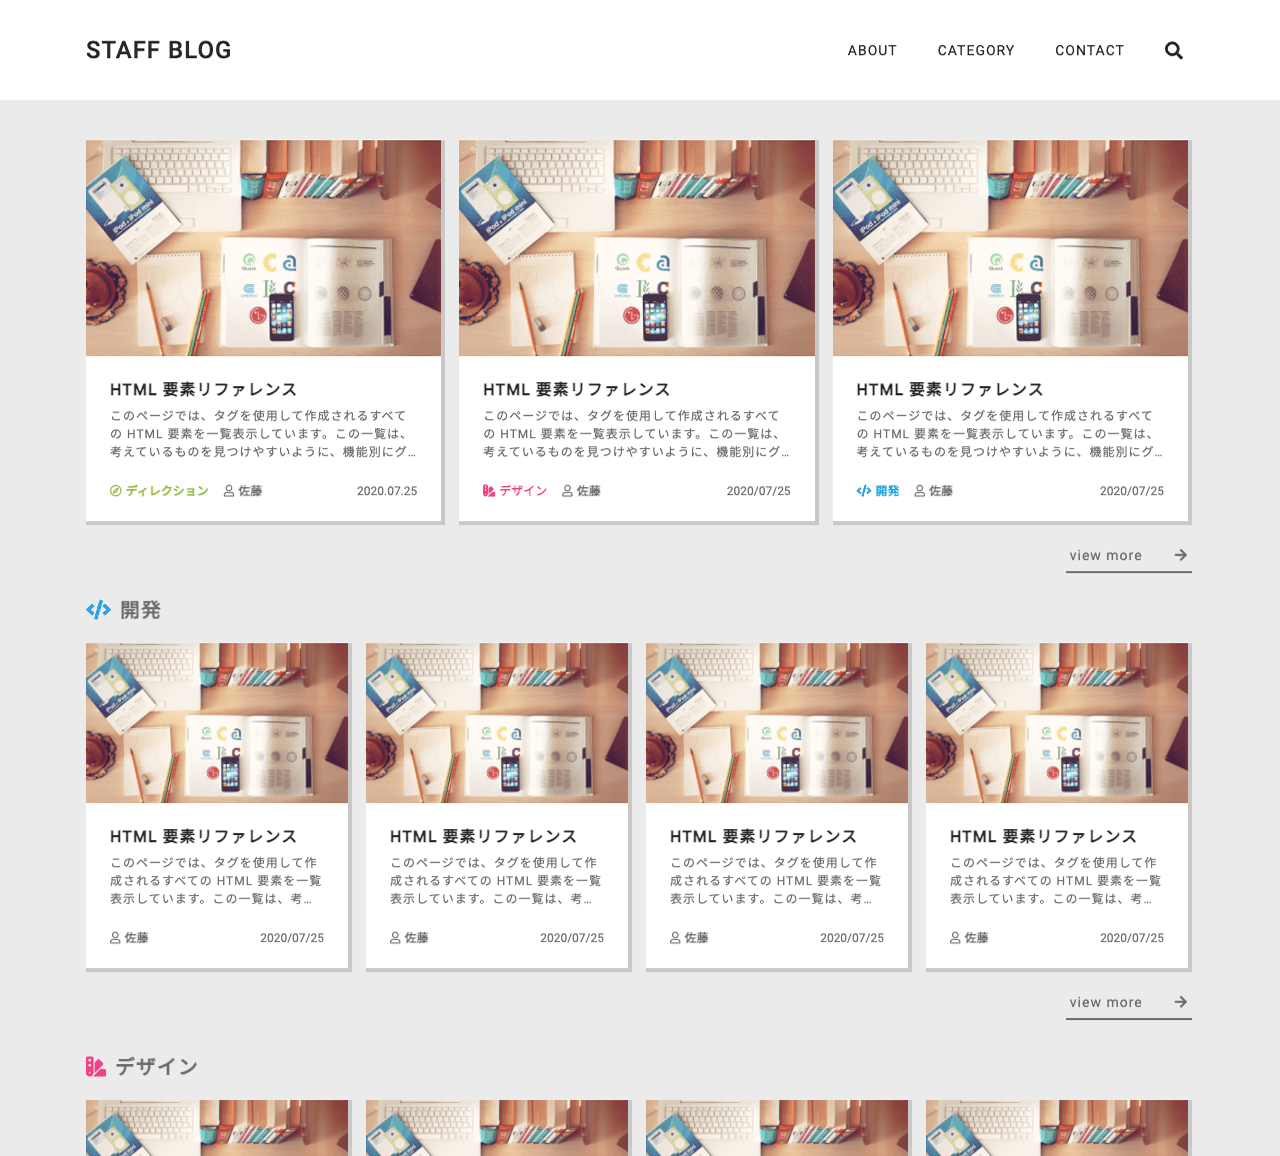 STAFF BLOG
ABOUT
CATEGORY
CONTACT
HTML 要素リファレンス
このページでは、タグを使用して作成されるすべて
の HTML 要素を一覧表示しています。この一覧は、
考えているものを見つけやすいように、機能別にグ...
ディレクション 佐藤 2020.07.25
HTML 要素リファレンス
このページでは、タグを使用して作成されるすべて
の HTML 要素を一覧表示しています。この一覧は、
考えているものを見つけやすいように、機能別にグ...
デザイン 佐藤 2020/07/25
HTML 要素リファレンス
このページでは、タグを使用して作成されるすべて
の HTML 要素を一覧表示しています。この一覧は、
考えているものを見つけやすいように、機能別にグ...
開発 佐藤 2020/07/25
view more
開発
HTML 要素リファレンス
このページでは、タグを使用して作
成されるすべての HTML 要素を一覧
表示しています。この一覧は、考...
佐藤 2020/07/25
HTML 要素リファレンス
このページでは、タグを使用して作
成されるすべての HTML 要素を一覧
表示しています。この一覧は、考...
佐藤 2020/07/25
HTML 要素リファレンス
このページでは、タグを使用して作
成されるすべての HTML 要素を一覧
表示しています。この一覧は、考...
佐藤 2020/07/25
HTML 要素リファレンス
このページでは、タグを使用して作
成されるすべての HTML 要素を一覧
表示しています。この一覧は、考...
佐藤 2020/07/25
view more
デザイン